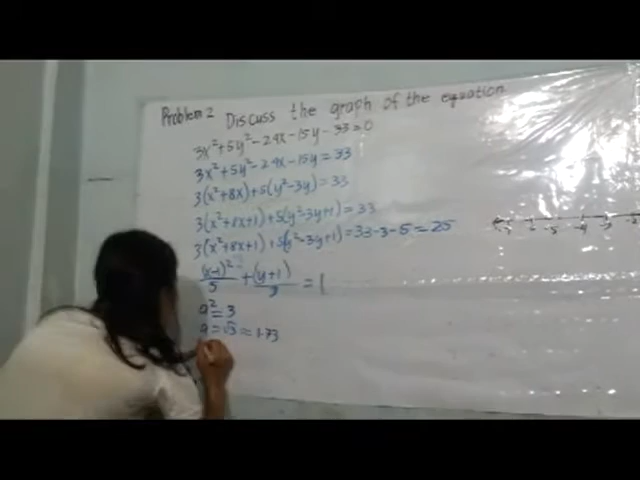 Problem 2 Discuss the graph of the equation
3x²+5y²-24x-15y-33=0
3x²+5y²-24x-15y=33
3(x²+8x)+5(y²-3y)=33
3(x²+8x+1)+5(y²-3y+1)=33
3(x²+8x+1)+5(y²-3y+1)=33-3-5=25
(x-1)²/5 + (y+1)/3 = 1
a²=3
a=√3≈1.73